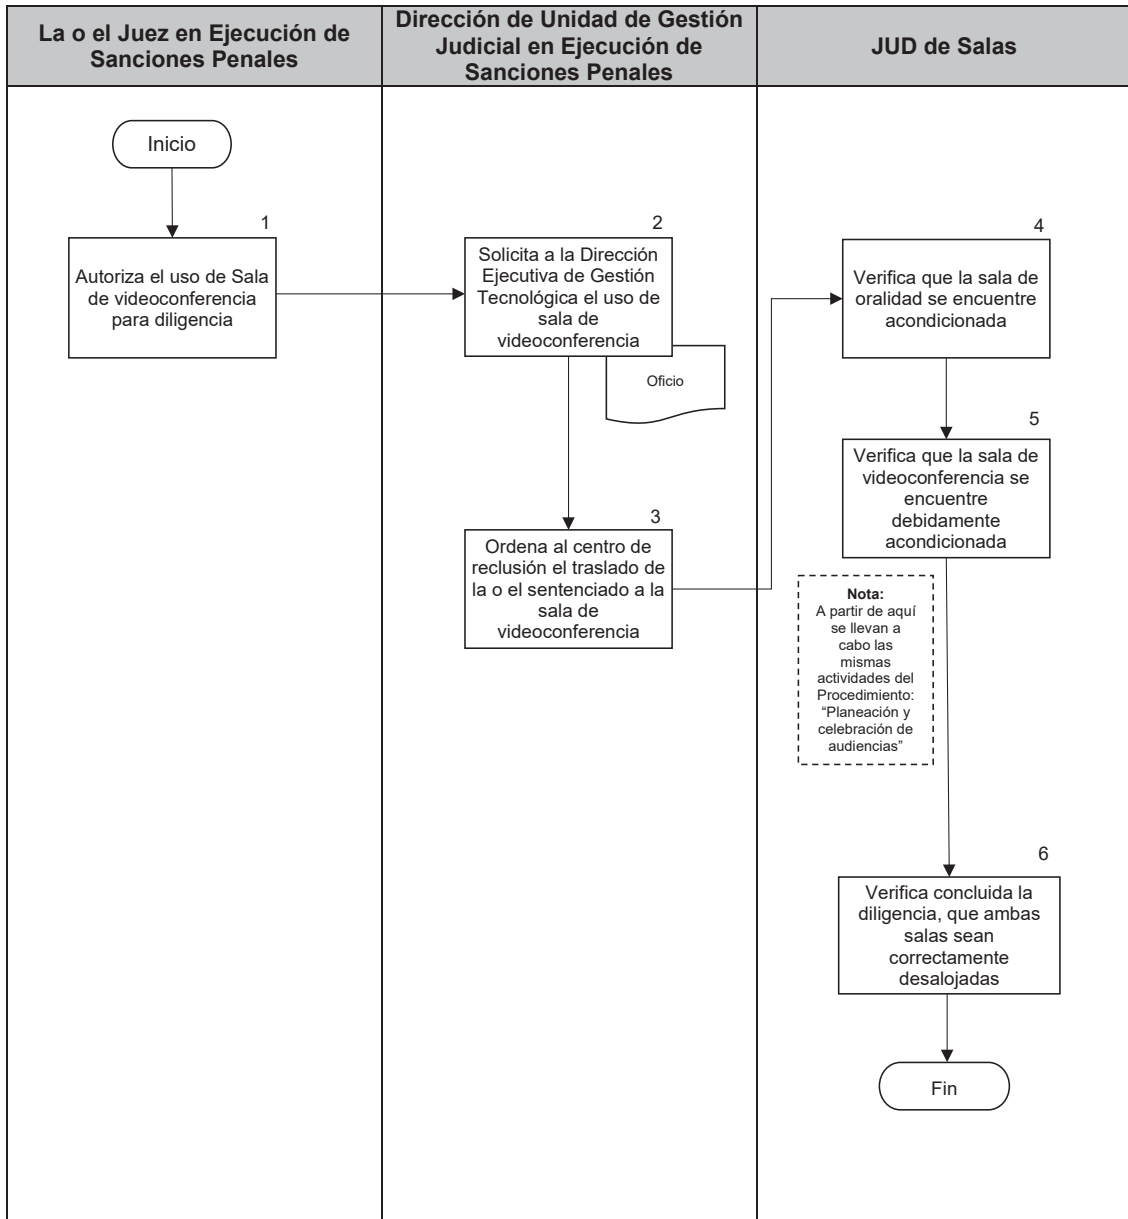 La o el Juez en Ejecución de
Sanciones Penales
Dirección de Unidad de Gestión
Judicial en Ejecución de
Sanciones Penales
JUD de Salas
Inicio
1
Autoriza el uso de Sala
de videoconferencia
para diligencia
2
Solicita a la Dirección
Ejecutiva de Gestión
Tecnológica el uso de
sala de
videoconferencia
Oficio
3
Ordena al centro de
reclusión el traslado de
la o el sentenciado a la
sala de
videoconferencia
4
Verifica que la sala de
oralidad se encuentre
acondicionada
5
Verifica que la sala de
videoconferencia se
encuentre
debidamente
acondicionada
Nota:
A partir de aquí
se llevan a
cabo las
mismas
actividades del
Procedimiento:
“Planeación y
celebración de
audiencias”
6
Verifica concluida la
diligencia, que ambas
salas sean
correctamente
desalojadas
Fin